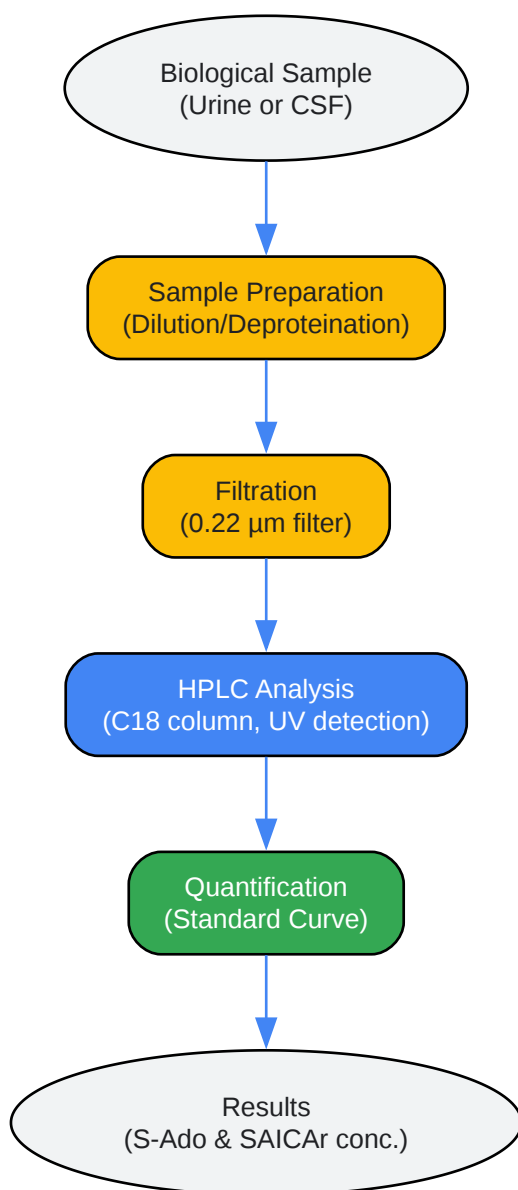 Biological Sample
(Urine or CSF)
Sample Preparation
(Dilution/Deproteination)
Filtration
(0.22 µm filter)
HPLC Analysis
(C18 column, UV detection)
Quantification
(Standard Curve)
Results
(S-Ado & SAICAr conc.)